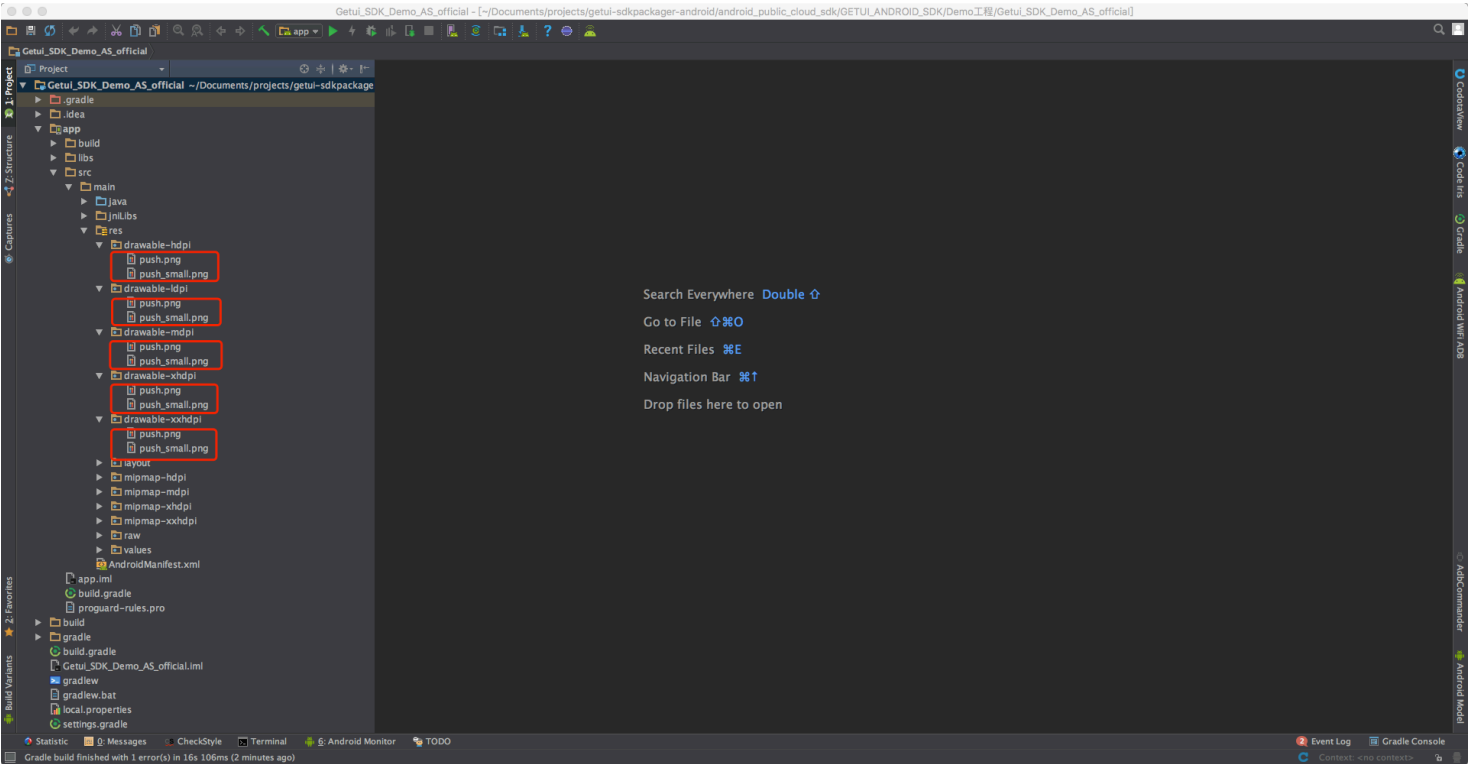 Getui_SDK_Demo_AS_official - [~/Documents/projects/getui-sdkpackager-android/android_public_cloud_sdk/GETUI_ANDROID_SDK/Demo工程/Getui_SDK_Demo_AS_official]
app
Getui_SDK_Demo_AS_official
Project
Getui_SDK_Demo_AS_official ~/Documents/projects/getui-sdkpackage
.gradle
.idea
app
build
libs
src
main
java
jniLibs
res
drawable-hdpi
push.png
push_small.png
drawable-ldpi
push.png
push_small.png
drawable-mdpi
push.png
push_small.png
drawable-xhdpi
push.png
push_small.png
drawable-xxhdpi
push.png
push_small.png
layout
mipmap-hdpi
mipmap-mdpi
mipmap-xhdpi
mipmap-xxhdpi
raw
values
AndroidManifest.xml
app.iml
build.gradle
proguard-rules.pro
build
gradle
build.gradle
Getui_SDK_Demo_AS_official.iml
gradlew
gradlew.bat
local.properties
settings.gradle
1: Project
Z: Structure
Captures
2: Favorites
Build Variants
Search Everywhere Double ⇧
Go to File ⇧⌘O
Recent Files ⌘E
Navigation Bar ⌘↑
Drop files here to open
CodotaView
Code Iris
Gradle
Android WiFi ADB
AdbCommander
Android Model
Statistic
0: Messages
CheckStyle
Terminal
6: Android Monitor
TODO
2 Event Log
Gradle Console
Gradle build finished with 1 error(s) in 16s 106ms (2 minutes ago)
Context: <no context>